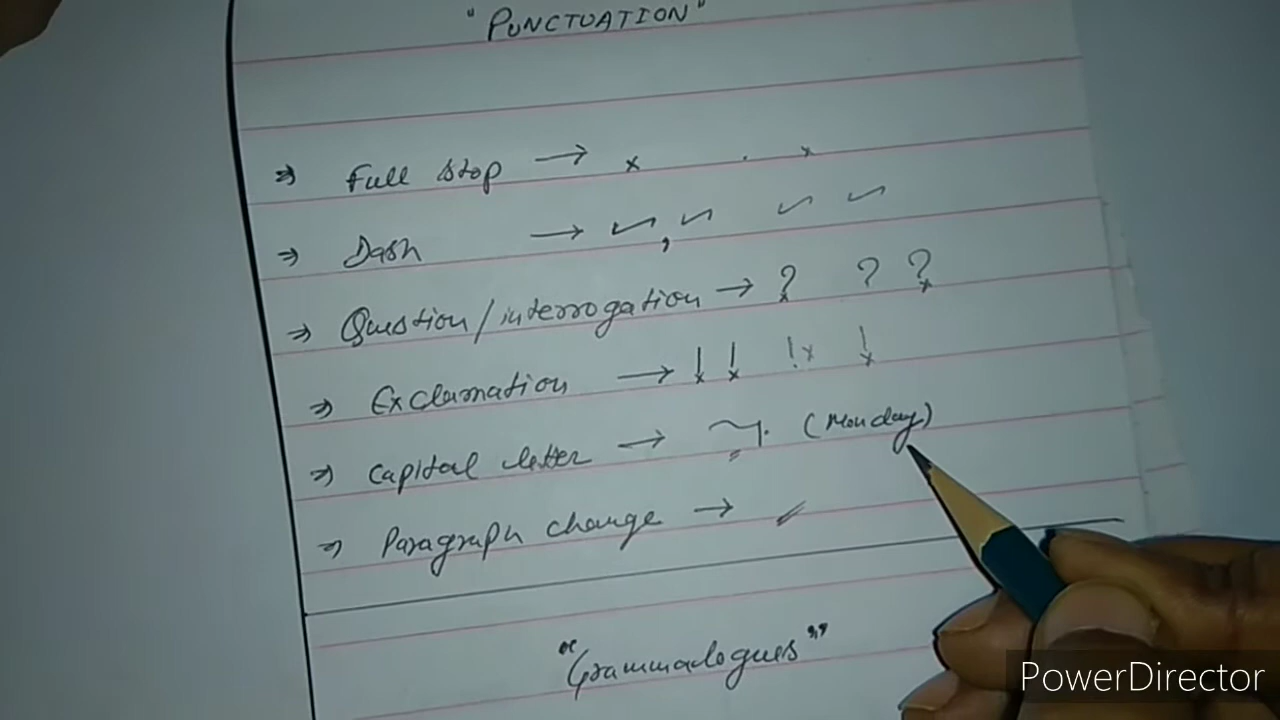 "PUNCTUATION"
⇒ Full stop → x . x
⇒ Dash →
⇒ Question/interrogation → ? ? ?
⇒ Exclamation → ! ! !x !
⇒ Capital letter → (Monday)
⇒ Paragraph change → //
"Grammalogues"
PowerDirector